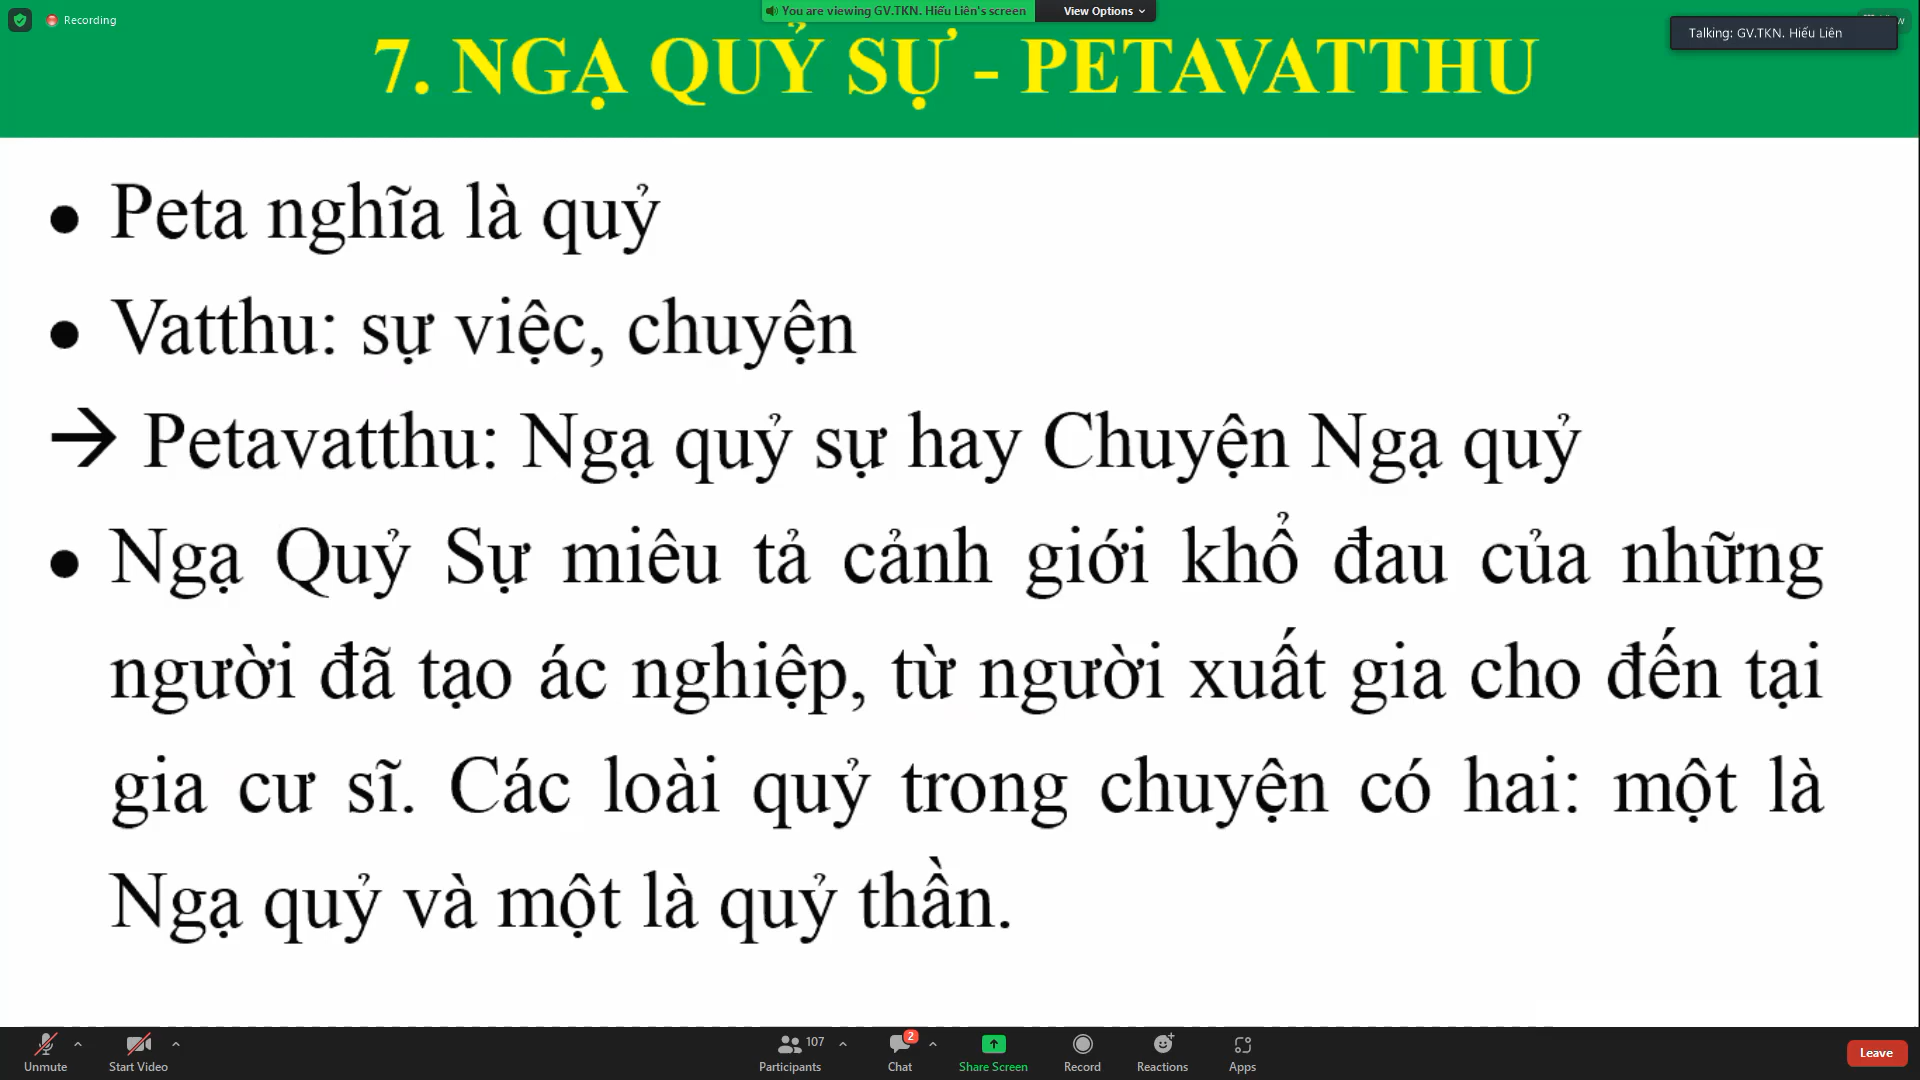 Recording
You are viewing GV.TKN. Hiếu Liên's screen
View Options
Talking: GV.TKN. Hiếu Liên
7. NGẠ QUỶ SỰ - PETAVATTHU
● Peta nghĩa là quỷ
● Vatthu: sự việc, chuyện
→ Petavatthu: Ngạ quỷ sự hay Chuyện Ngạ quỷ
● Ngạ Quỷ Sự miêu tả cảnh giới khổ đau của những
người đã tạo ác nghiệp, từ người xuất gia cho đến tại
gia cư sĩ. Các loài quỷ trong chuyện có hai: một là
Ngạ quỷ và một là quỷ thần.
Unmute
Start Video
107
Participants
2
Chat
Share Screen
Record
Reactions
Apps
Leave